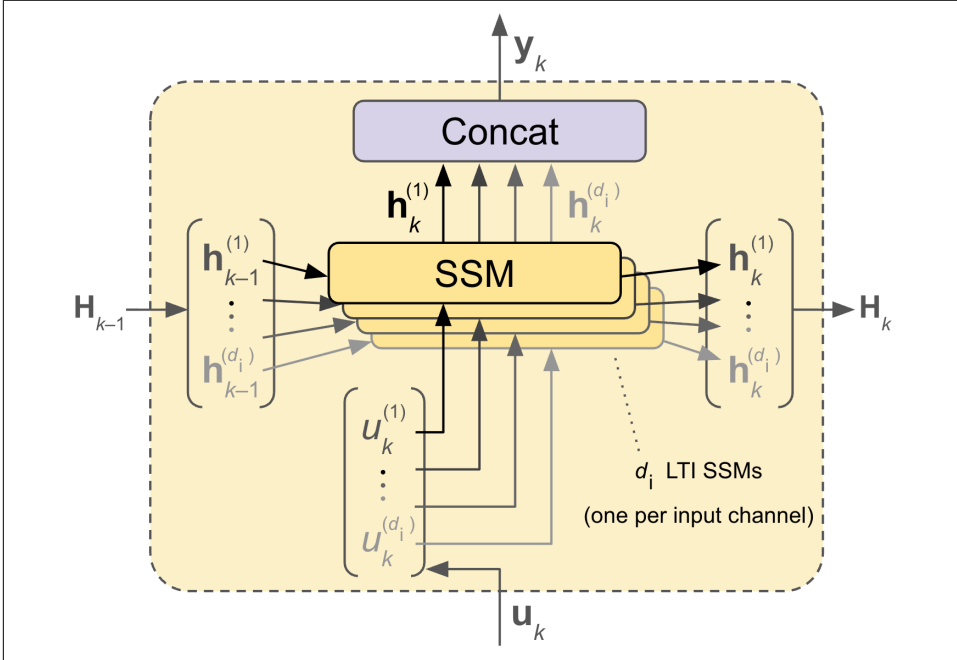 y_k
Concat
h_k^(1)
h_k^(d_i)
h_{k–1}^(1)
SSM
h_k^(1)
H_{k–1}
⋮
⋮
H_k
h_{k–1}^(d_i)
h_k^(d_i)
u_k^(1)
⋮
d_i LTI SSMs
(one per input channel)
u_k^(d_i)
u_k